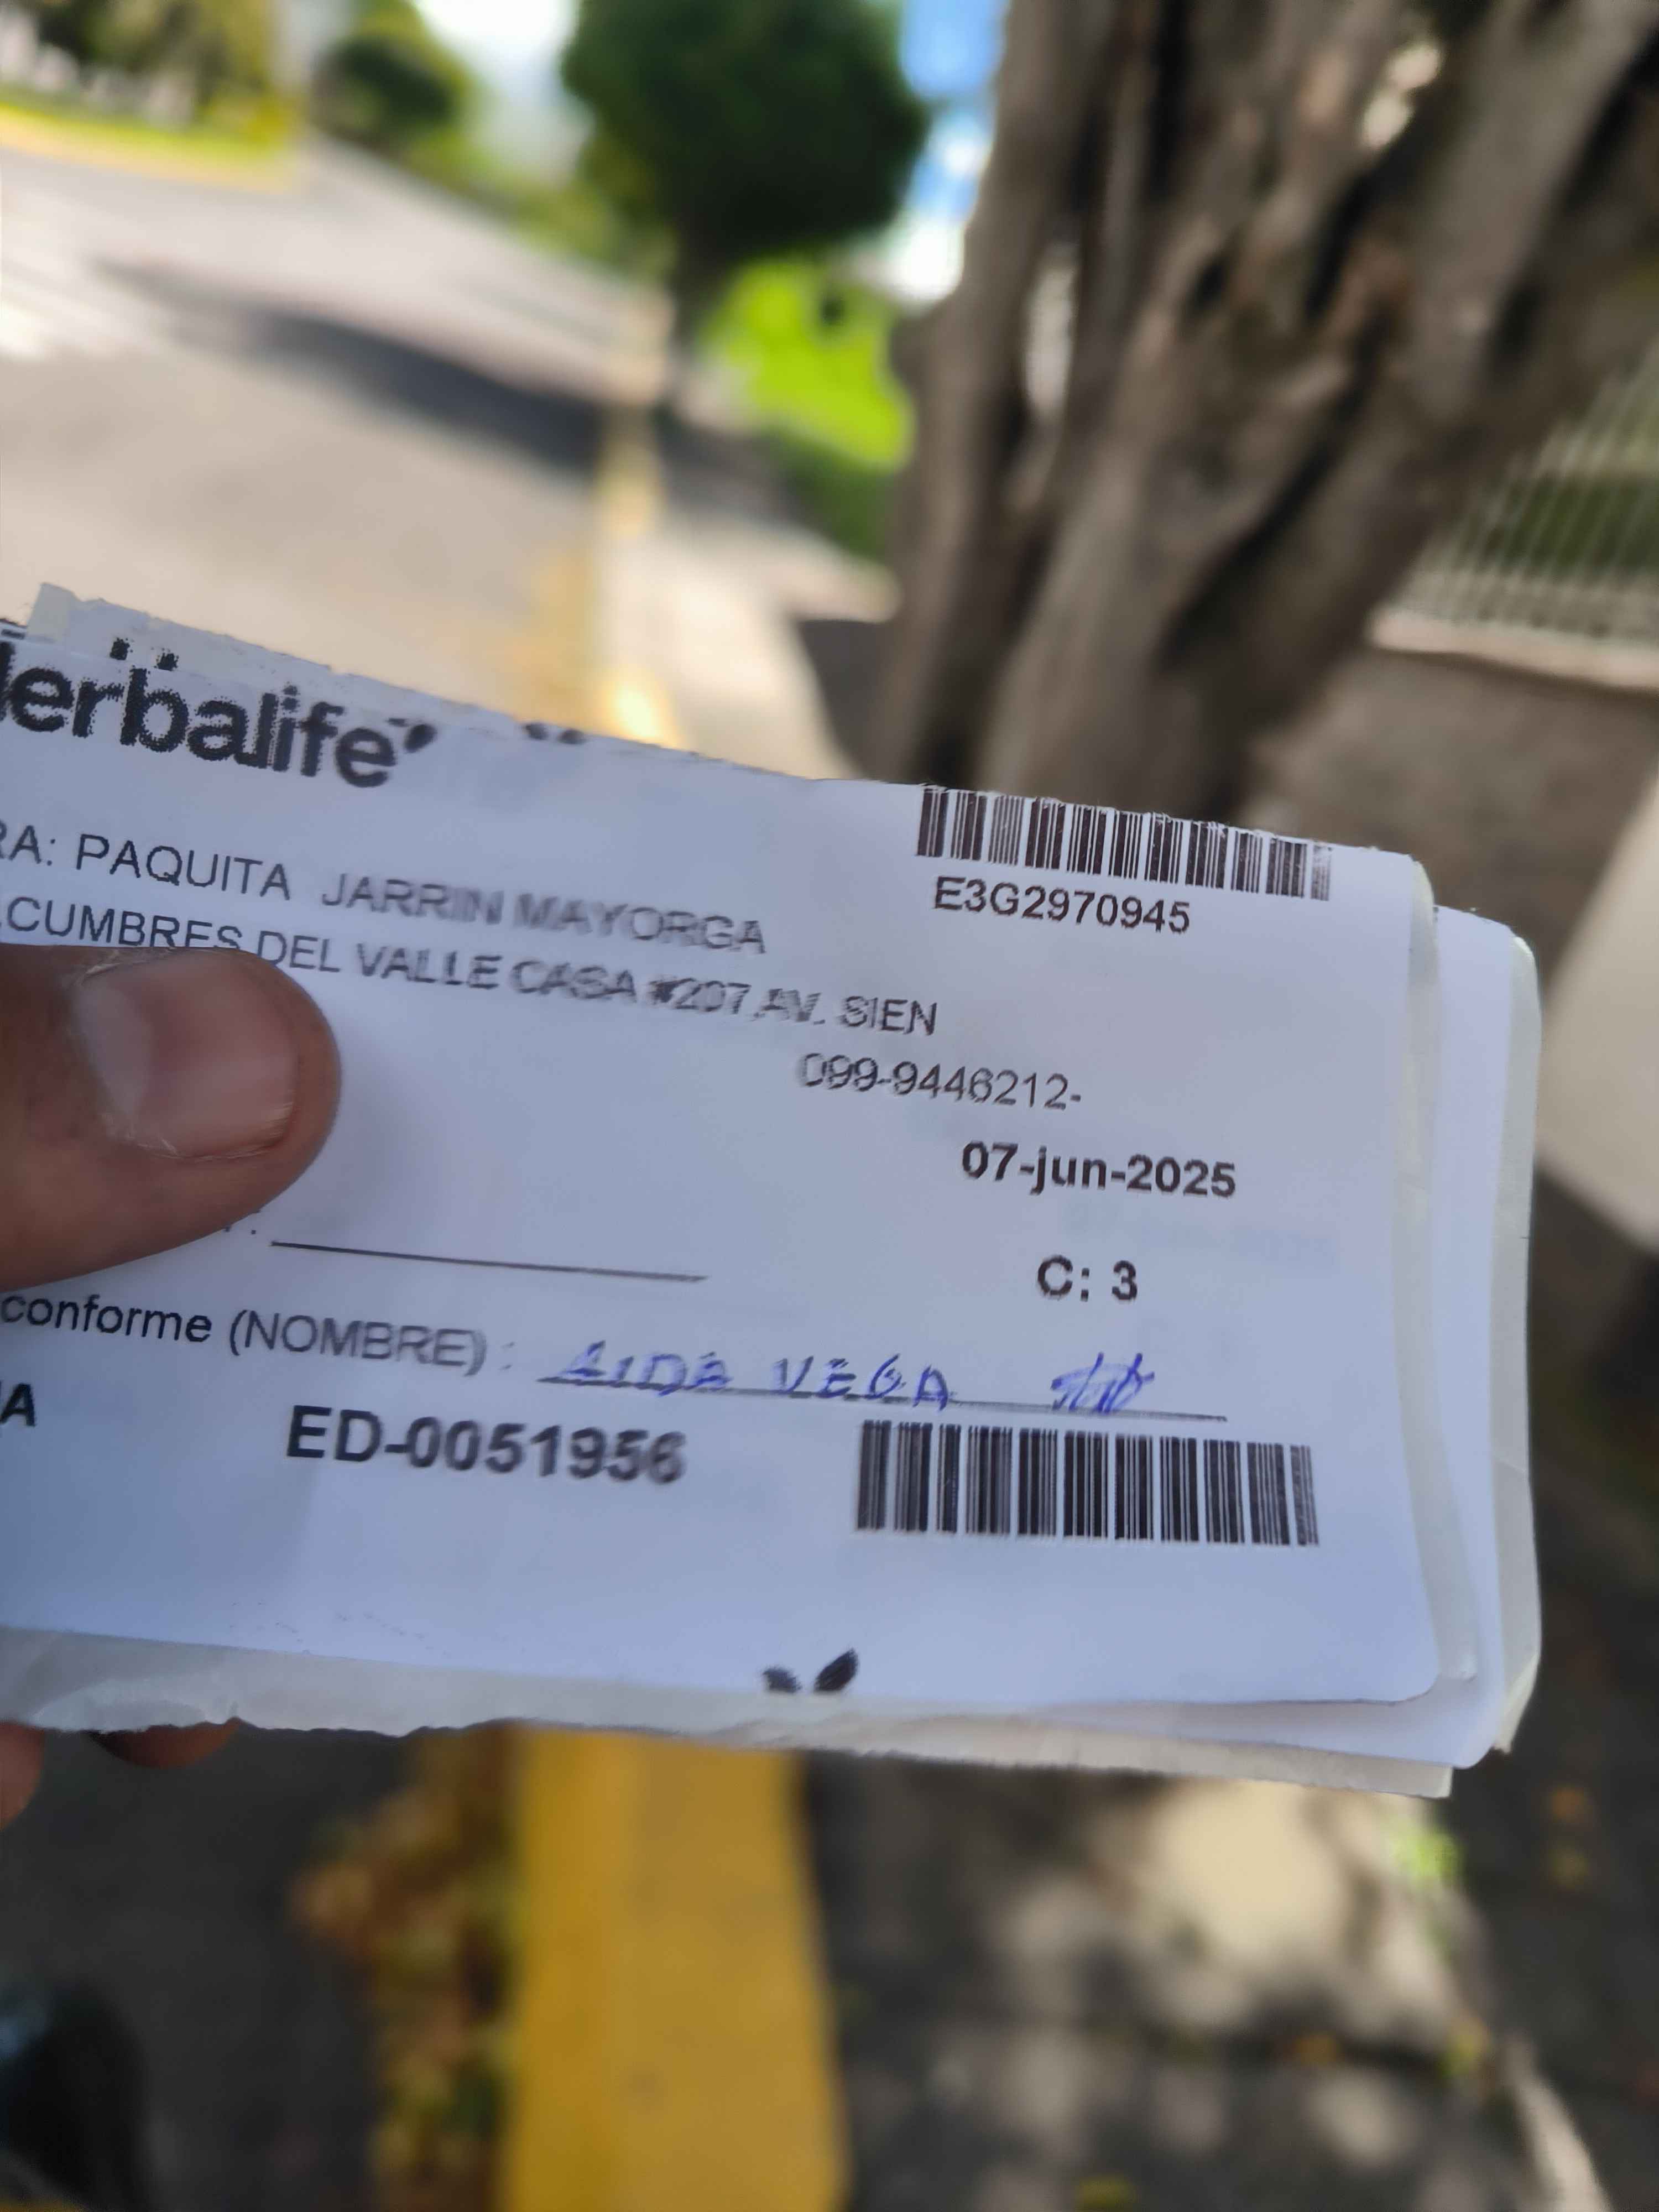 Herbalife
RA: PAQUITA JARRIN MAYORGA
E3G2970945
CUMBRES DEL VALLE CASA #207 AV. SIEN
099-9446212-
07-jun-2025
C: 3
conforme (NOMBRE): AIDA VEGA
A
ED-0051956